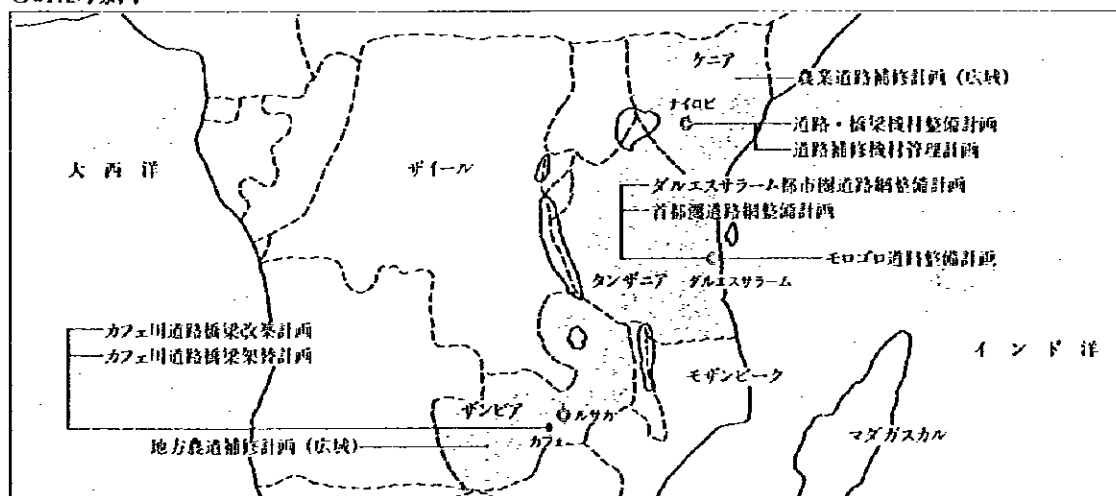 ケニア
農業道路補修計画（広域）
ナイロビ
道路・橋梁機材整備計画
道路補修機材管理計画
大西洋
ザイール
ダルエスサラーム都市圏道路網整備計画
首都圏道路網整備計画
モロゴロ道路整備計画
タンザニア
ダルエスサラーム
カフェ川道路橋梁改築計画
カフェ川道路橋梁架替計画
インド洋
モザンビーク
ザンビア
ルサカ
カフェ
地方農道補修計画（広域）
マダガスカル